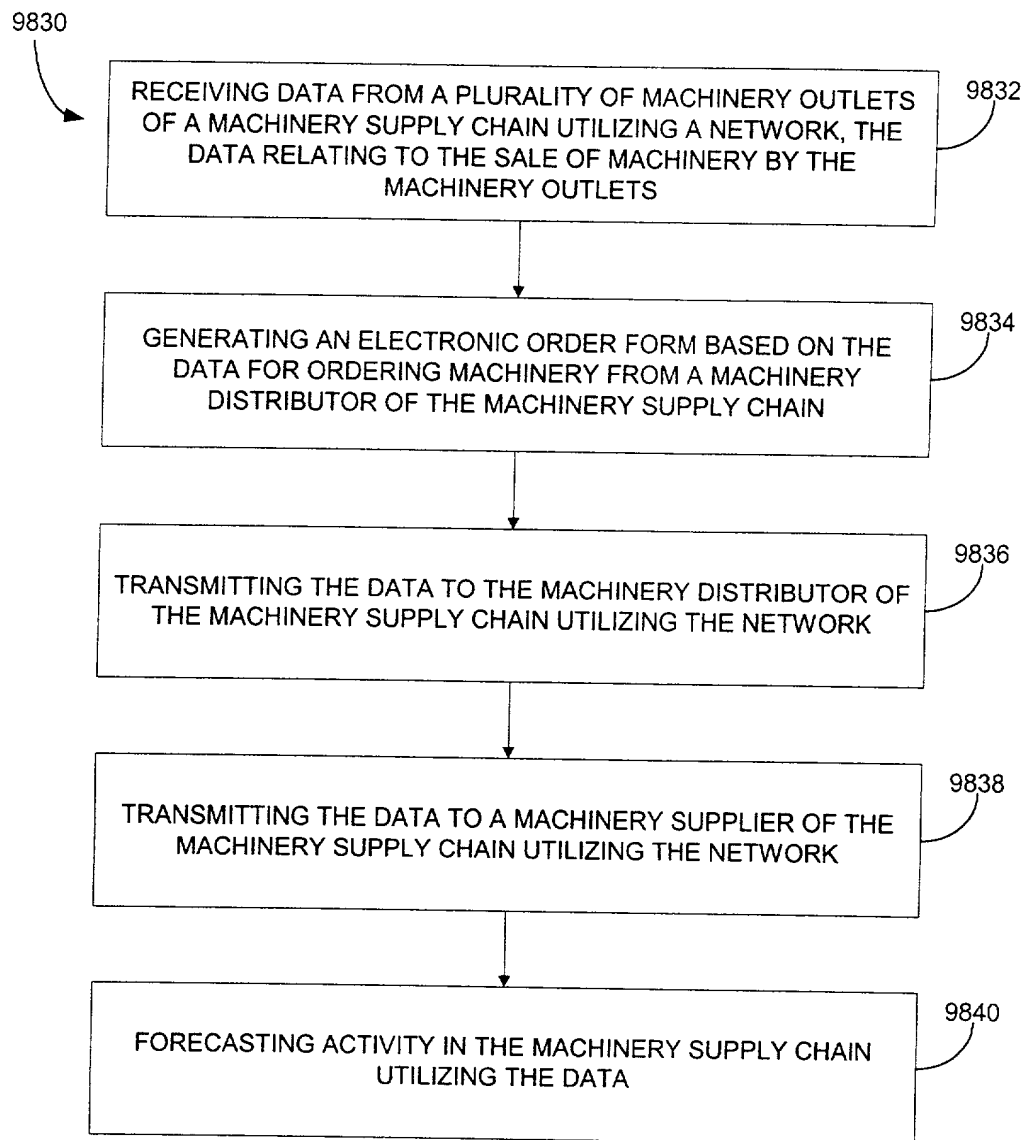 9830
RECEIVING DATA FROM A PLURALITY OF MACHINERY OUTLETS
OF A MACHINERY SUPPLY CHAIN UTILIZING A NETWORK, THE
DATA RELATING TO THE SALE OF MACHINERY BY THE
MACHINERY OUTLETS
9832
GENERATING AN ELECTRONIC ORDER FORM BASED ON THE
DATA FOR ORDERING MACHINERY FROM A MACHINERY
DISTRIBUTOR OF THE MACHINERY SUPPLY CHAIN
9834
TRANSMITTING THE DATA TO THE MACHINERY DISTRIBUTOR OF
THE MACHINERY SUPPLY CHAIN UTILIZING THE NETWORK
9836
TRANSMITTING THE DATA TO A MACHINERY SUPPLIER OF THE
MACHINERY SUPPLY CHAIN UTILIZING THE NETWORK
9838
FORECASTING ACTIVITY IN THE MACHINERY SUPPLY CHAIN
UTILIZING THE DATA
9840